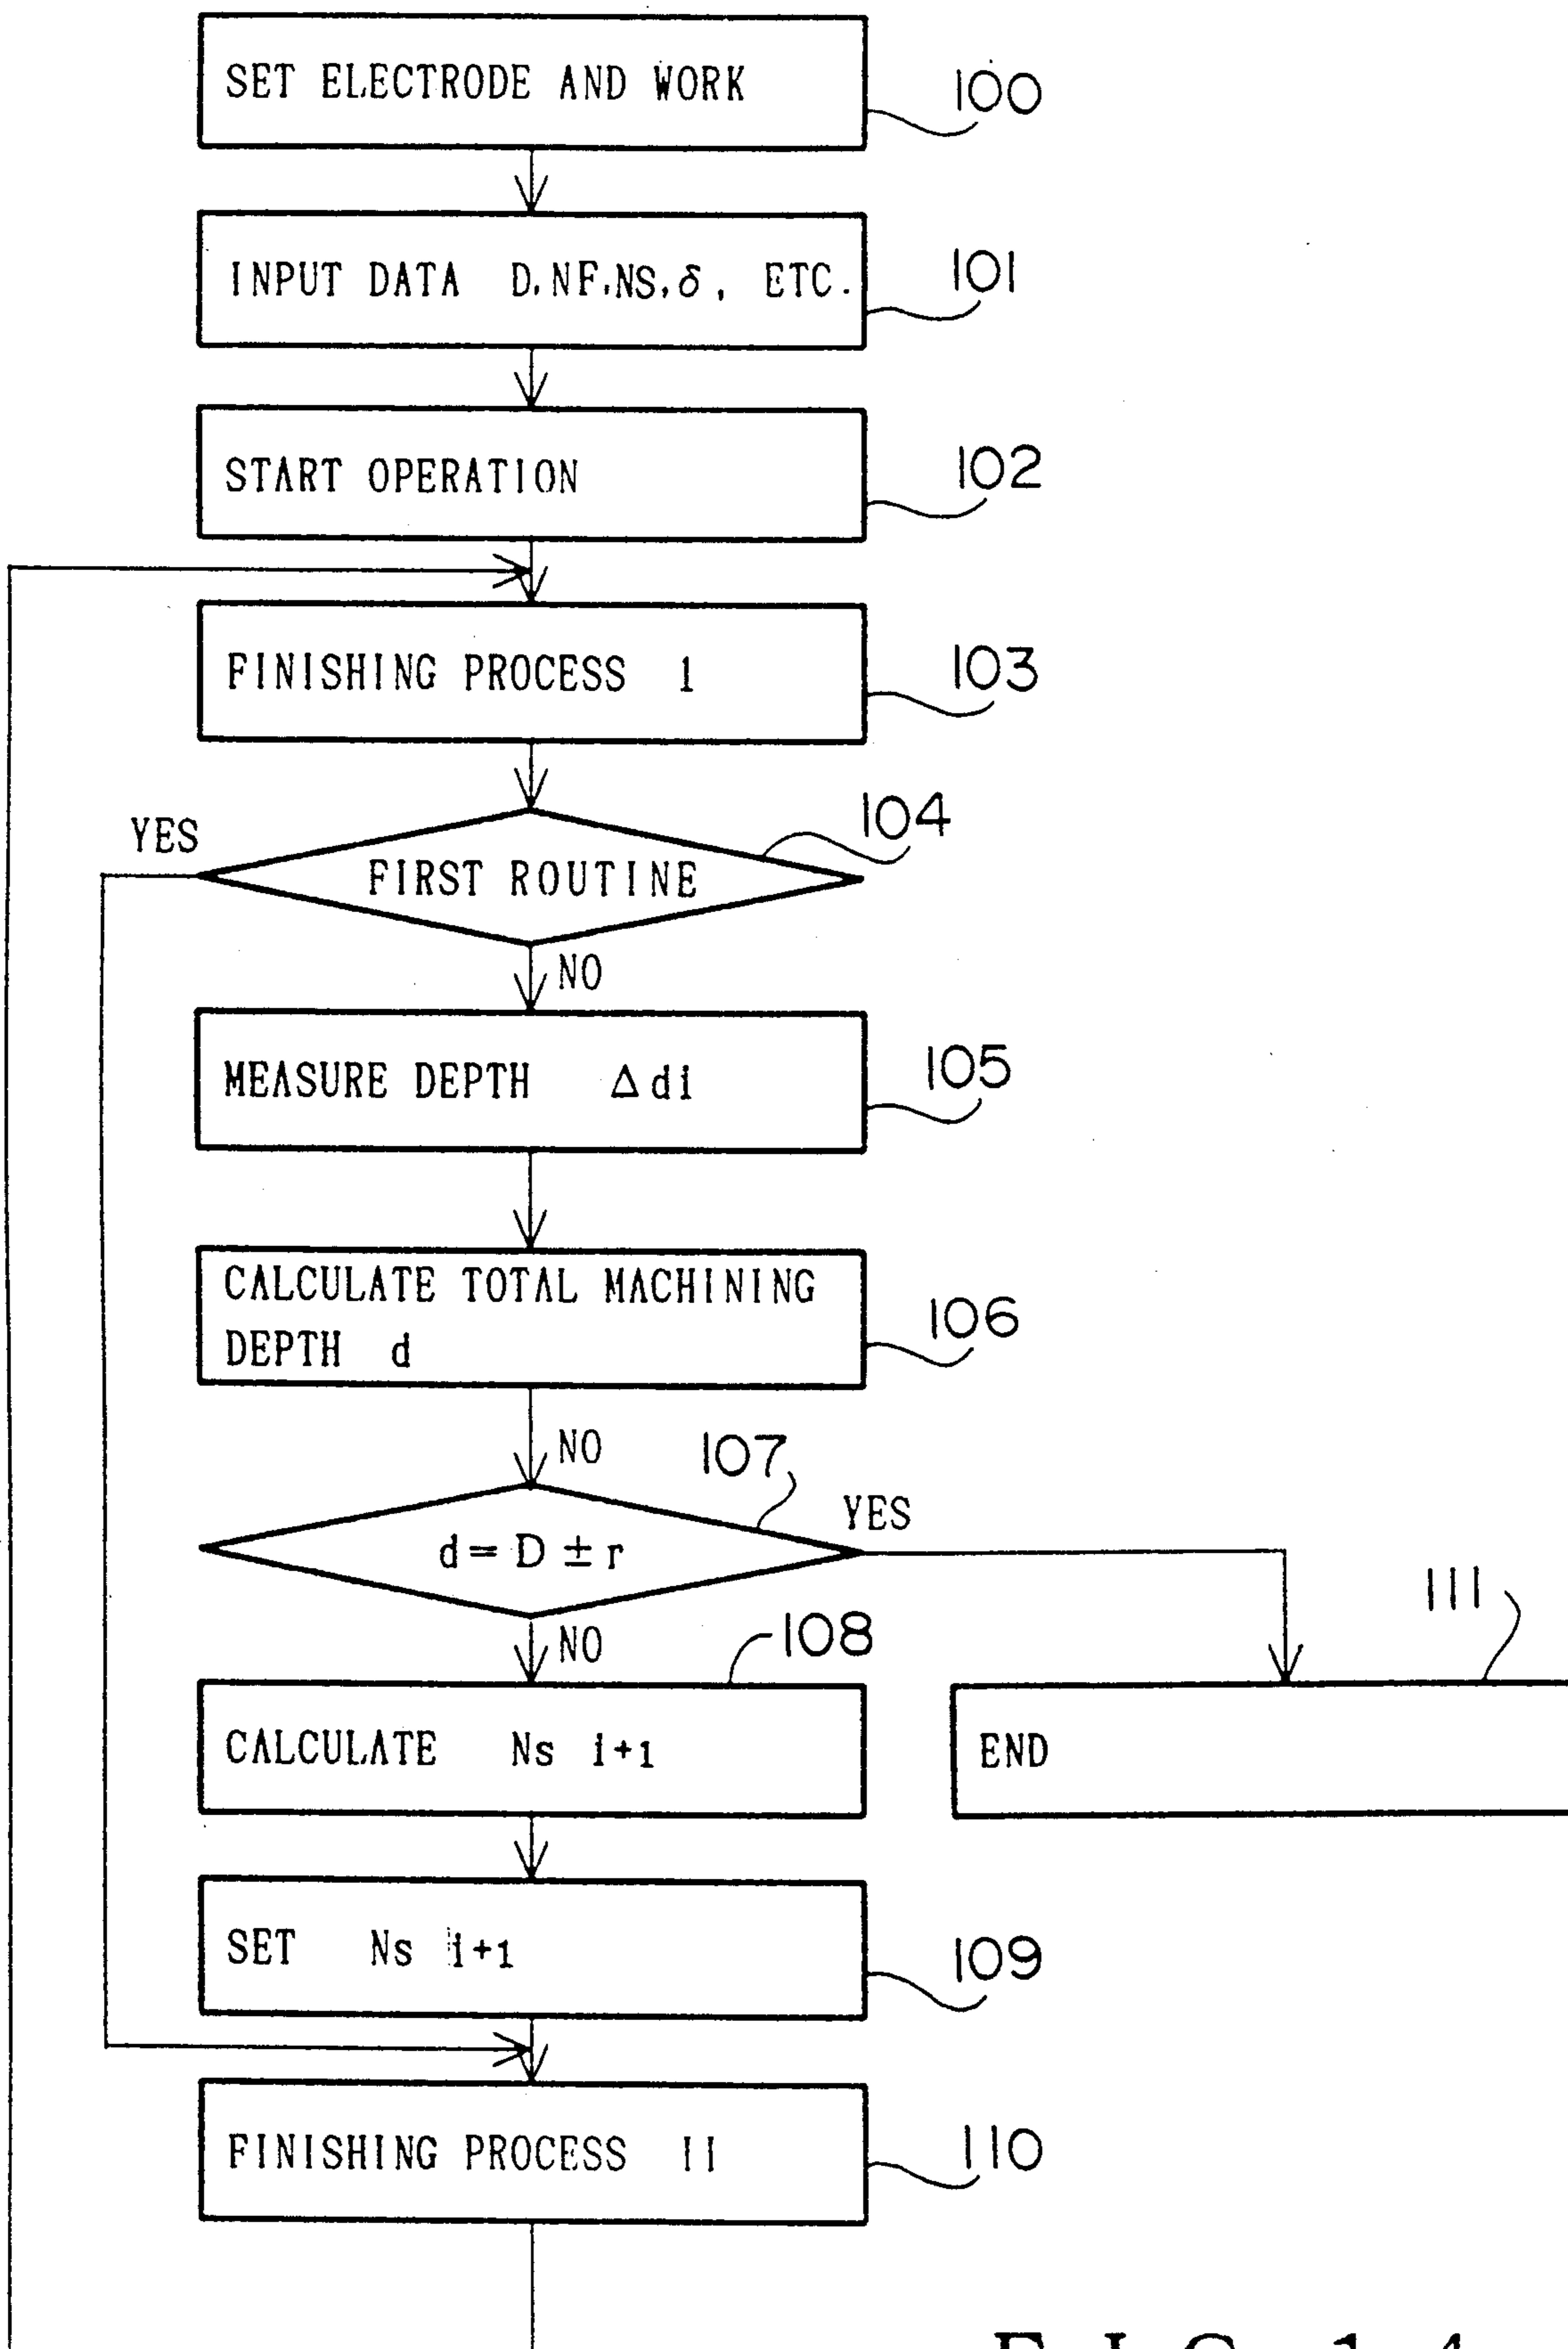 SET ELECTRODE AND WORK
100
INPUT DATA D,NF,NS,δ, ETC.
101
START OPERATION
102
FINISHING PROCESS I
103
104
YES
FIRST ROUTINE
NO
MEASURE DEPTH Δdi
105
CALCULATE TOTAL MACHINING
DEPTH d
106
NO
107
YES
d=D±r
NO
108
111
CALCULATE Ns i+1
END
SET Ns i+1
109
FINISHING PROCESS II
110